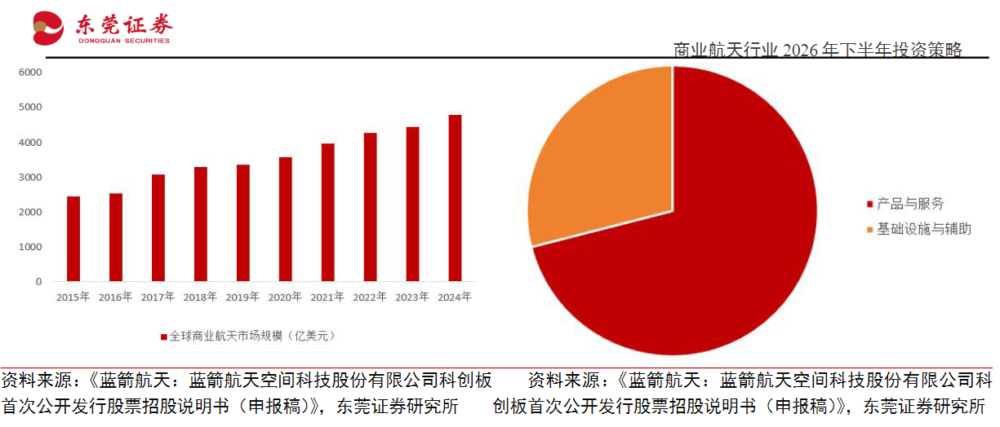 东莞证券
DONGGUAN SECURITIES
商业航天行业 2026 年下半年投资策略
6000
5000
4000
3000
2000
1000
0
2015年 2016年 2017年 2018年 2019年 2020年 2021年 2022年 2023年 2024年
全球商业航天市场规模（亿美元）
产品与服务
基础设施与辅助
资料来源：《蓝箭航天：蓝箭航天空间科技股份有限公司科创板
首次公开发行股票招股说明书（申报稿）》，东莞证券研究所
资料来源：《蓝箭航天：蓝箭航天空间科技股份有限公司科
创板首次公开发行股票招股说明书（申报稿）》，东莞证券研究所